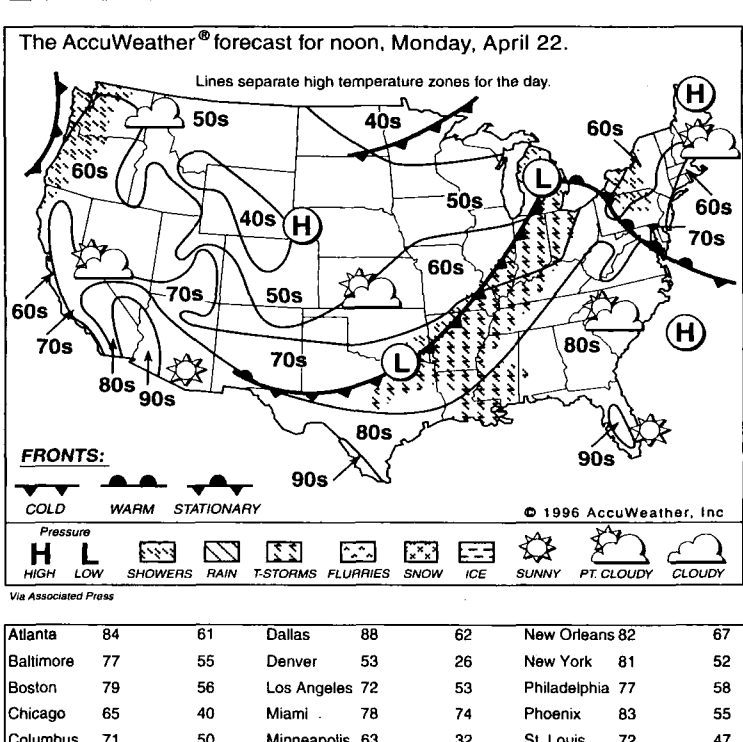 The AccuWeather® forecast for noon, Monday, April 22.
Lines separate high temperature zones for the day.
50s
40s
60s
H
60s
L
40s
H
50s
60s
70s
60s
70s
50s
60s
70s
80s
90s
70s
L
80s
H
80s
90s
90s
FRONTS:
COLD WARM STATIONARY
© 1996 AccuWeather, Inc
Pressure
H L
HIGH LOW SHOWERS RAIN T-STORMS FLURRIES SNOW ICE SUNNY PT. CLOUDY CLOUDY
Via Associated Press
Atlanta 84 61 Dallas 88 62 New Orleans 82 67
Baltimore 77 55 Denver 53 26 New York 81 52
Boston 79 56 Los Angeles 72 53 Philadelphia 77 58
Chicago 65 40 Miami 78 74 Phoenix 83 55
Columbus 71 50 Minneapolis 63 32 St. Louis 72 47